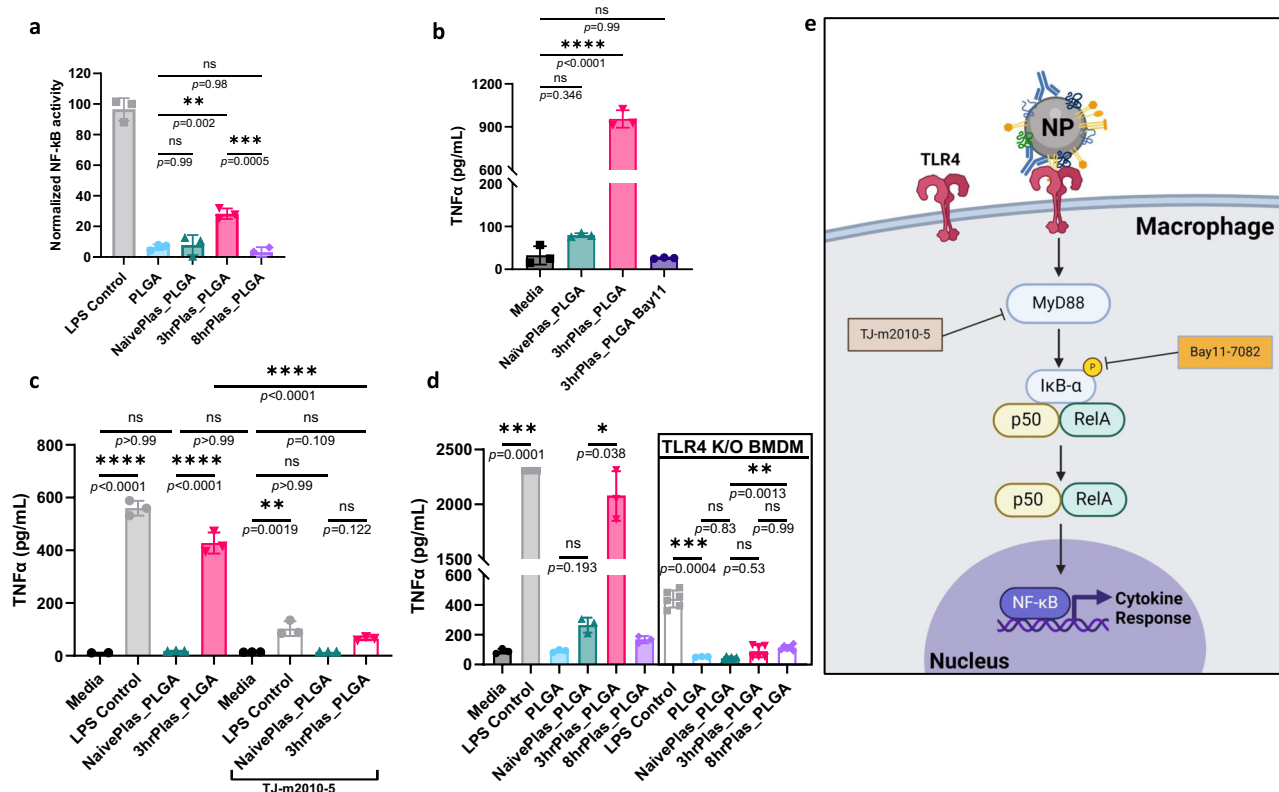 a
ns
p=0.98
**
p=0.002
ns
p=0.99
***
p=0.0005
Normalized NF-kB activity
120
100
80
60
40
20
0
LPS Control
PLGA
NaivePlas_PLGA
3hrPlas_PLGA
8hrPlas_PLGA
b
ns
p=0.99
****
p<0.0001
ns
p=0.346
TNFα (pg/mL)
1200
900
600
200
100
0
Media
NaïvePlas_PLGA
3hrPlas_PLGA
3hrPlas_PLGA Bay11
c
****
p<0.0001
ns
p>0.99
ns
p>0.99
ns
p=0.109
****
p<0.0001
****
p<0.0001
ns
p>0.99
**
p=0.0019
ns
p=0.122
TNFα (pg/mL)
800
600
400
200
0
Media
LPS Control
NaivePlas_PLGA
3hrPlas_PLGA
Media
LPS Control
NaivePlas_PLGA
3hrPlas_PLGA
TJ-m2010-5
d
***
p=0.0001
*
p=0.038
ns
p=0.193
TLR4 K/O BMDM
**
p=0.0013
ns
p=0.83
ns
p=0.99
***
p=0.0004
ns
p=0.53
TNFα (pg/mL)
2500
2000
1500
600
400
200
0
Media
LPS Control
PLGA
NaivePlas_PLGA
3hrPlas_PLGA
8hrPlas_PLGA
LPS Control
PLGA
NaivePlas_PLGA
3hrPlas_PLGA
8hrPlas_PLGA
e
NP
TLR4
Macrophage
MyD88
TJ-m2010-5
Bay11-7082
P
IκB-α
p50
RelA
p50
RelA
NF-κB
Cytokine
Response
Nucleus